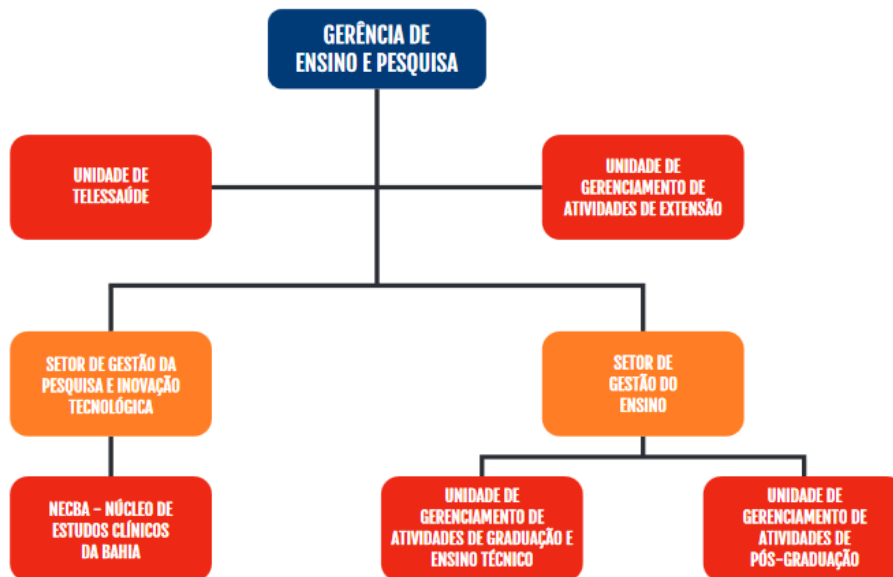 GERÊNCIA DE
ENSINO E PESQUISA
UNIDADE DE
TELESSAÚDE
UNIDADE DE
GERENCIAMENTO DE
ATIVIDADES DE EXTENSÃO
SETOR DE GESTÃO DA
PESQUISA E INOVAÇÃO
TECNOLÓGICA
SETOR DE
GESTÃO DO
ENSINO
NECBA - NÚCLEO DE
ESTUDOS CLÍNICOS
DA BAHIA
UNIDADE DE
GERENCIAMENTO DE
ATIVIDADES DE GRADUAÇÃO E
ENSINO TÉCNICO
UNIDADE DE
GERENCIAMENTO DE
ATIVIDADES DE
PÓS-GRADUAÇÃO